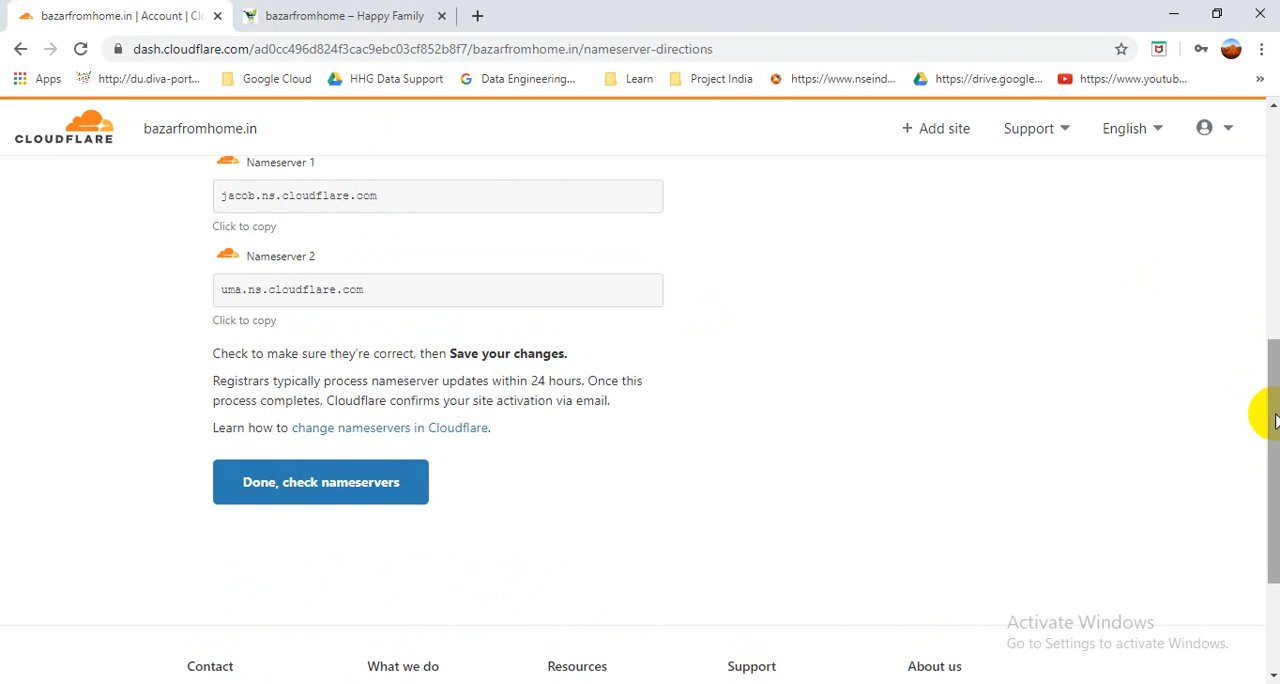 bazarfromhome.in | Account | Clo
bazarfromhome – Happy Family
dash.cloudflare.com/ad0cc496d824f3cac9ebc03cf852b8f7/bazarfromhome.in/nameserver-directions
Apps
http://du.diva-port...
Google Cloud
HHG Data Support
Data Engineering...
Learn
Project India
https://www.nseind...
https://drive.google...
https://www.youtub...
»
CLOUDFLARE
bazarfromhome.in
+ Add site
Support
English
Nameserver 1
jacob.ns.cloudflare.com
Click to copy
Nameserver 2
uma.ns.cloudflare.com
Click to copy
Check to make sure they're correct, then Save your changes.
Registrars typically process nameserver updates within 24 hours. Once this
process completes, Cloudflare confirms your site activation via email.
Learn how to change nameservers in Cloudflare.
Done, check nameservers
Activate Windows
Go to Settings to activate Windows.
Contact
What we do
Resources
Support
About us